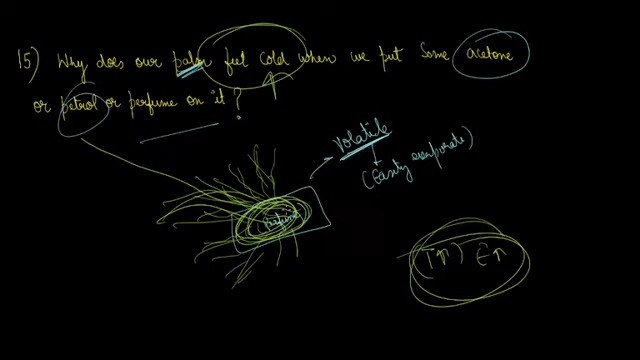 15) Why does our palm feel cold when we put some acetone
or petrol or perfume on it?
Volatile
(Easily evaporate)
perfume
T↑) E↑